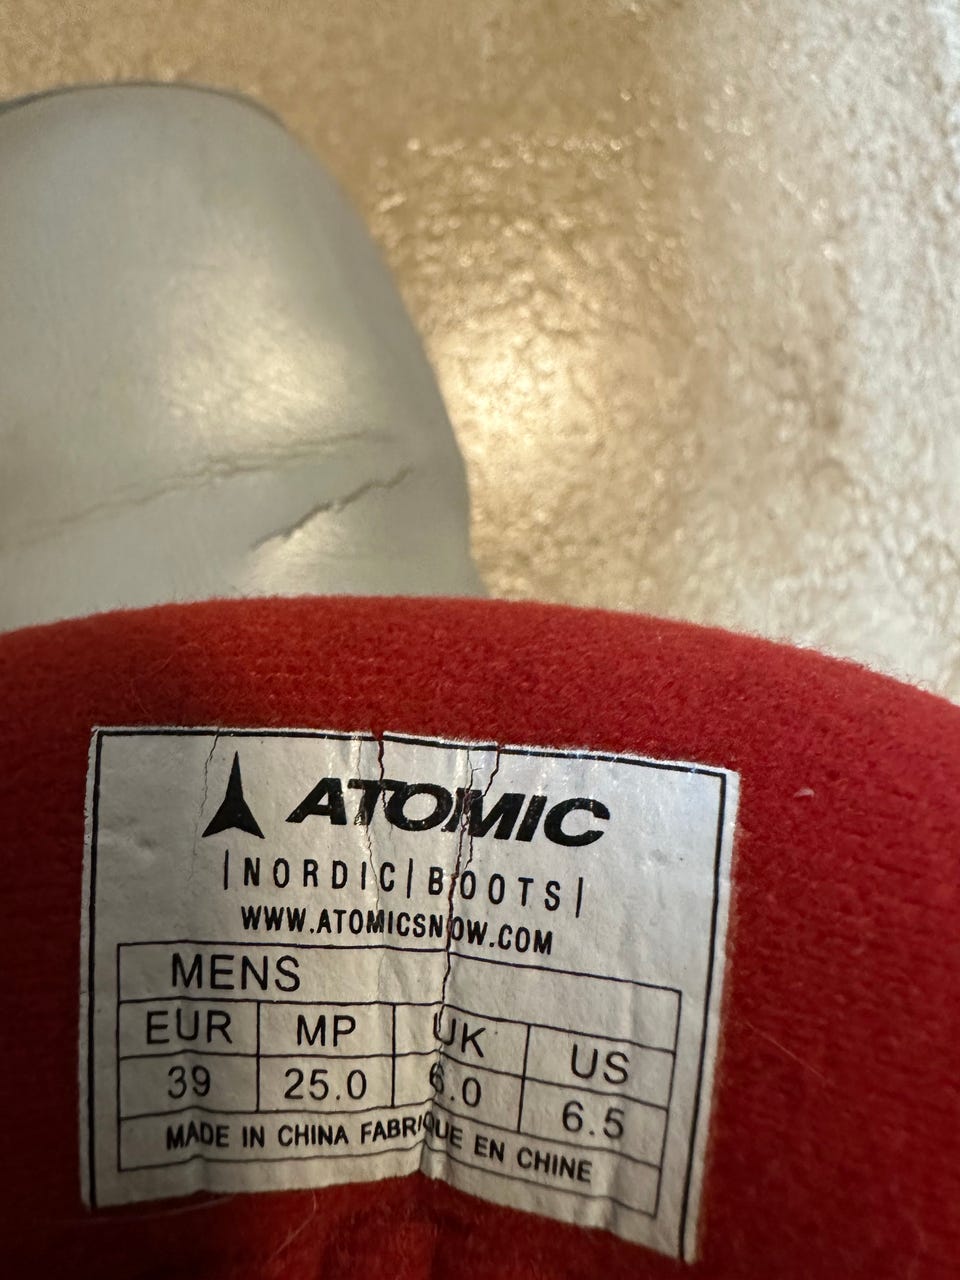 ATOMIC
|NORDIC|BOOTS|
WWW.ATOMICSNOW.COM
MENS
EUR MP UK US
39 25.0 6.0 6.5
MADE IN CHINA FABRIQUE EN CHINE